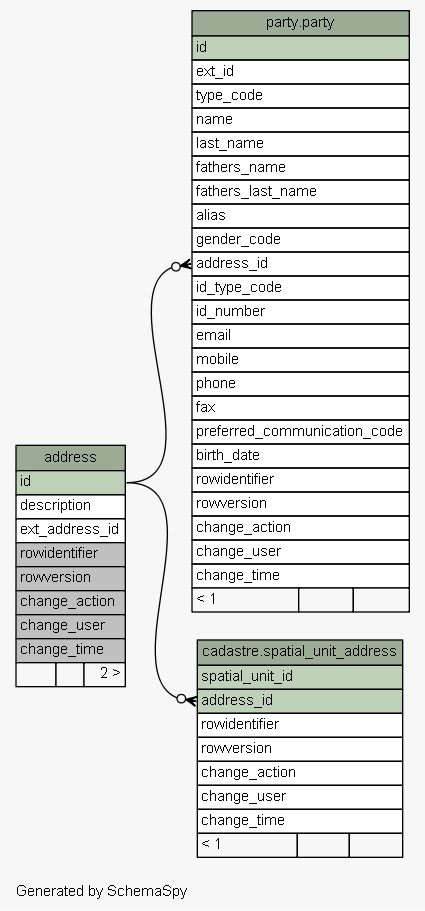 party.party
id
ext_id
type_code
name
last_name
fathers_name
fathers_last_name
alias
gender_code
address_id
id_type_code
id_number
email
mobile
phone
fax
preferred_communication_code
birth_date
rowidentifier
rowversion
change_action
change_user
change_time
< 1
address
id
description
ext_address_id
rowidentifier
rowversion
change_action
change_user
change_time
2 >
cadastre.spatial_unit_address
spatial_unit_id
address_id
rowidentifier
rowversion
change_action
change_user
change_time
< 1
Generated by SchemaSpy